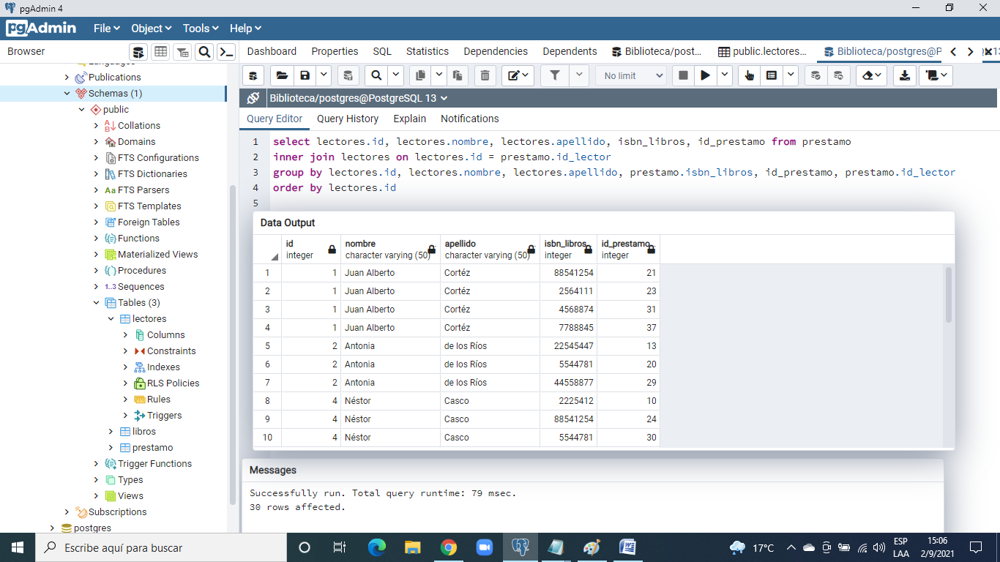 pgAdmin 4
pgAdmin File Object Tools Help
Browser
Dashboard Properties SQL Statistics Dependencies Dependents Biblioteca/post... public.lectores... Biblioteca/postgres@P
No limit
Biblioteca/postgres@PostgreSQL 13
Query Editor Query History Explain Notifications
Languages
Publications
Schemas (1)
public
Collations
Domains
FTS Configurations
FTS Dictionaries
FTS Parsers
FTS Templates
Foreign Tables
Functions
Materialized Views
Procedures
1..3 Sequences
Tables (3)
lectores
Columns
Constraints
Indexes
RLS Policies
Rules
Triggers
libros
prestamo
Trigger Functions
Types
Views
Subscriptions
postgres
1 select lectores.id, lectores.nombre, lectores.apellido, isbn_libros, id_prestamo from prestamo
2 inner join lectores on lectores.id = prestamo.id_lector
3 group by lectores.id, lectores.nombre, lectores.apellido, prestamo.isbn_libros, id_prestamo, prestamo.id_lector
4 order by lectores.id
5
Data Output
id nombre apellido isbn_libros id_prestamo
integer character varying (50) character varying (50) integer integer
1 1 Juan Alberto Cortéz 88541254 21
2 1 Juan Alberto Cortéz 2564111 23
3 1 Juan Alberto Cortéz 4568874 31
4 1 Juan Alberto Cortéz 7788845 37
5 2 Antonia de los Ríos 22545447 13
6 2 Antonia de los Ríos 5544781 20
7 2 Antonia de los Ríos 44558877 29
8 4 Néstor Casco 2225412 10
9 4 Néstor Casco 88541254 24
10 4 Néstor Casco 5544781 30
Messages
Successfully run. Total query runtime: 79 msec.
30 rows affected.
Escribe aquí para buscar
17°C
ESP
LAA
15:06
2/9/2021